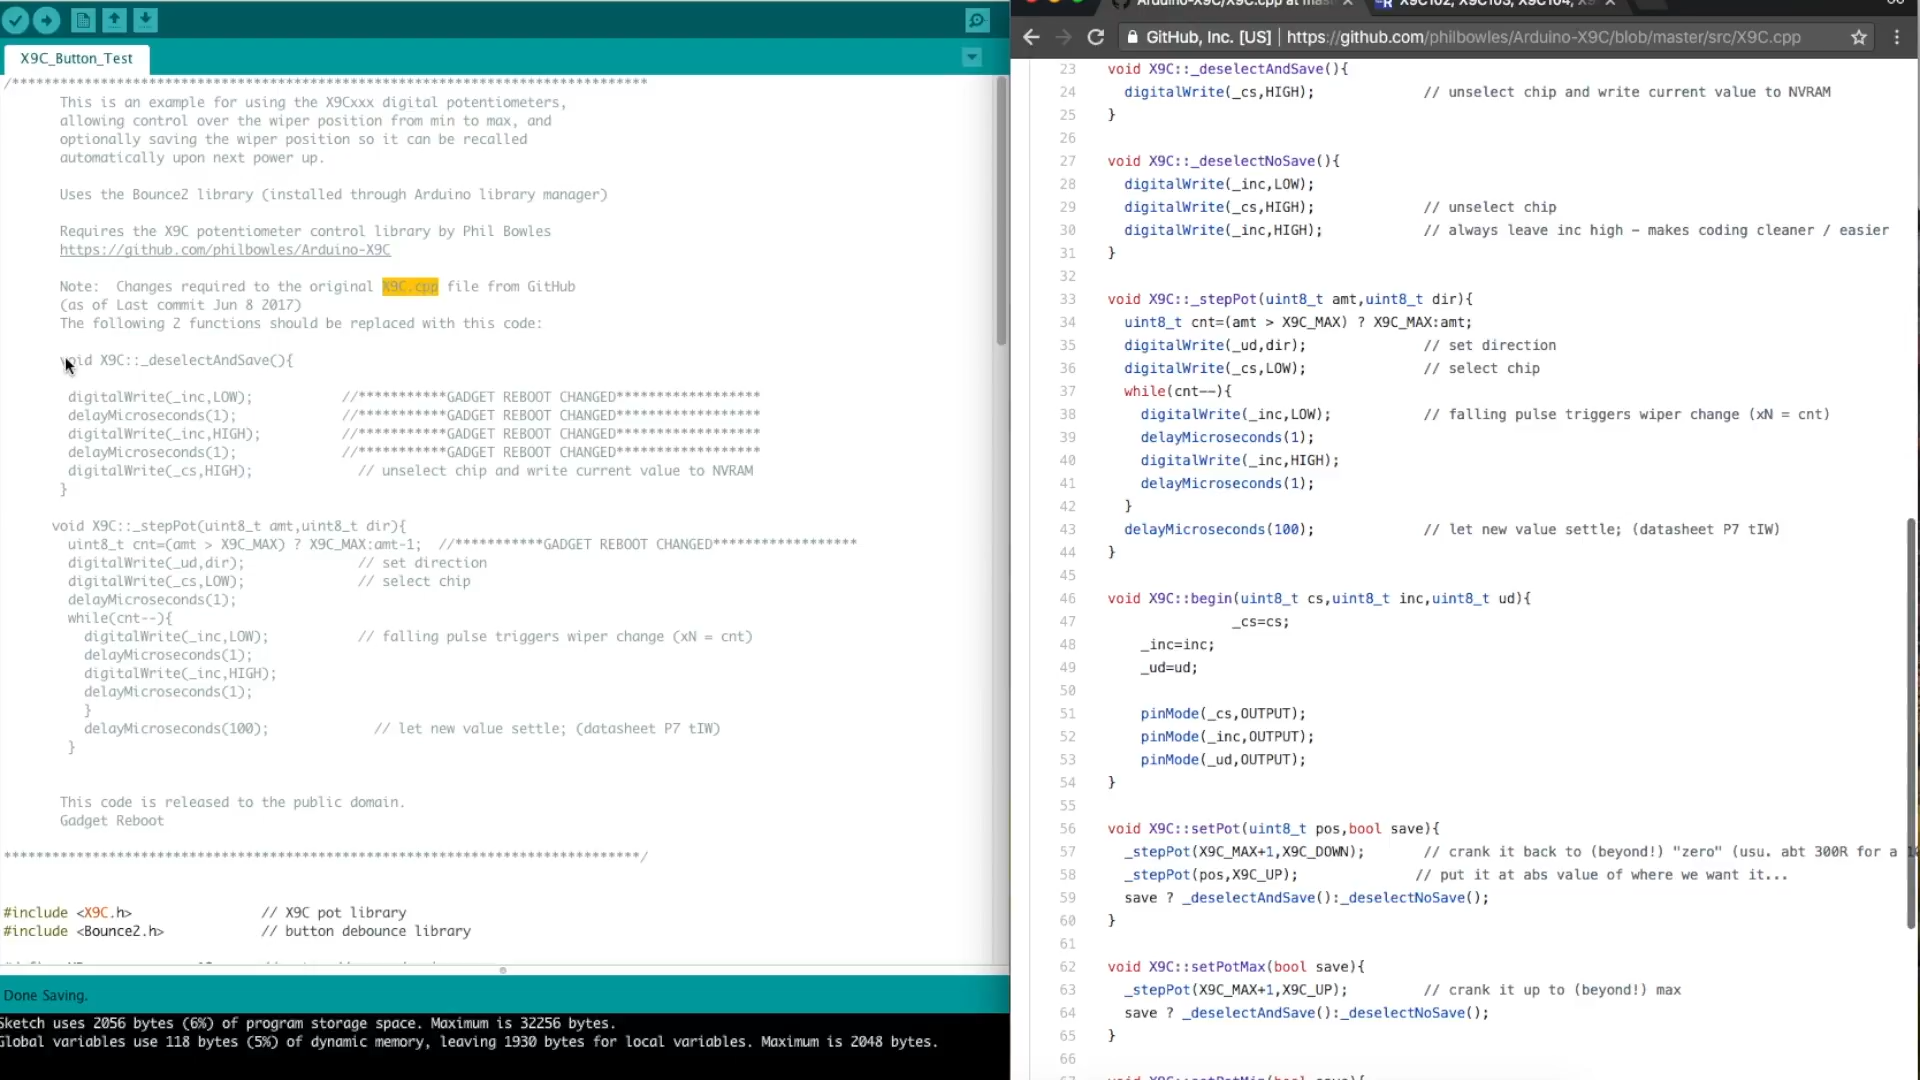 X9C_Button_Test
/*******************************************************************************
This is an example for using the X9Cxxx digital potentiometers,
allowing control over the wiper position from min to max, and
optionally saving the wiper position so it can be recalled
automatically upon next power up.
Uses the Bounce2 library (installed through Arduino library manager)
Requires the X9C potentiometer control library by Phil Bowles
https://github.com/philbowles/Arduino-X9C
Note:  Changes required to the original X9C.cpp file from GitHub
(as of Last commit Jun 8 2017)
The following 2 functions should be replaced with this code:
void X9C::_deselectAndSave(){
digitalWrite(_inc,LOW);           //***********GADGET REBOOT CHANGED******************
delayMicroseconds(1);             //***********GADGET REBOOT CHANGED******************
digitalWrite(_inc,HIGH);          //***********GADGET REBOOT CHANGED******************
delayMicroseconds(1);             //***********GADGET REBOOT CHANGED******************
digitalWrite(_cs,HIGH);             // unselect chip and write current value to NVRAM
}
void X9C::_stepPot(uint8_t amt,uint8_t dir){
uint8_t cnt=(amt > X9C_MAX) ? X9C_MAX:amt-1;  //***********GADGET REBOOT CHANGED******************
digitalWrite(_ud,dir);              // set direction
digitalWrite(_cs,LOW);              // select chip
delayMicroseconds(1);
while(cnt--){
digitalWrite(_inc,LOW);           // falling pulse triggers wiper change (xN = cnt)
delayMicroseconds(1);
digitalWrite(_inc,HIGH);
delayMicroseconds(1);
}
delayMicroseconds(100);             // let new value settle; (datasheet P7 tIW)
}
This code is released to the public domain.
Gadget Reboot
*******************************************************************************/
#include <X9C.h>                // X9C pot library
#include <Bounce2.h>            // button debounce library
Done Saving.
Sketch uses 2056 bytes (6%) of program storage space. Maximum is 32256 bytes.
Global variables use 118 bytes (5%) of dynamic memory, leaving 1930 bytes for local variables. Maximum is 2048 bytes.
Arduino-X9C/X9C.cpp at mas
X9C102, X9C103, X9C104, X9
GitHub, Inc. [US] | https://github.com/philbowles/Arduino-X9C/blob/master/src/X9C.cpp
23 void X9C::_deselectAndSave(){
24 digitalWrite(_cs,HIGH);             // unselect chip and write current value to NVRAM
25 }
26
27 void X9C::_deselectNoSave(){
28 digitalWrite(_inc,LOW);
29 digitalWrite(_cs,HIGH);             // unselect chip
30 digitalWrite(_inc,HIGH);            // always leave inc high – makes coding cleaner / easier
31 }
32
33 void X9C::_stepPot(uint8_t amt,uint8_t dir){
34 uint8_t cnt=(amt > X9C_MAX) ? X9C_MAX:amt;
35 digitalWrite(_ud,dir);              // set direction
36 digitalWrite(_cs,LOW);              // select chip
37 while(cnt--){
38 digitalWrite(_inc,LOW);           // falling pulse triggers wiper change (xN = cnt)
39 delayMicroseconds(1);
40 digitalWrite(_inc,HIGH);
41 delayMicroseconds(1);
42 }
43 delayMicroseconds(100);             // let new value settle; (datasheet P7 tIW)
44 }
45
46 void X9C::begin(uint8_t cs,uint8_t inc,uint8_t ud){
47 _cs=cs;
48 _inc=inc;
49 _ud=ud;
50
51 pinMode(_cs,OUTPUT);
52 pinMode(_inc,OUTPUT);
53 pinMode(_ud,OUTPUT);
54 }
55
56 void X9C::setPot(uint8_t pos,bool save){
57 _stepPot(X9C_MAX+1,X9C_DOWN);       // crank it back to (beyond!) "zero" (usu. abt 300R for a
58 _stepPot(pos,X9C_UP);              // put it at abs value of where we want it...
59 save ? _deselectAndSave():_deselectNoSave();
60 }
61
62 void X9C::setPotMax(bool save){
63 _stepPot(X9C_MAX+1,X9C_UP);         // crank it up to (beyond!) max
64 save ? _deselectAndSave():_deselectNoSave();
65 }
66
void X9C::setPotMin(bool save){